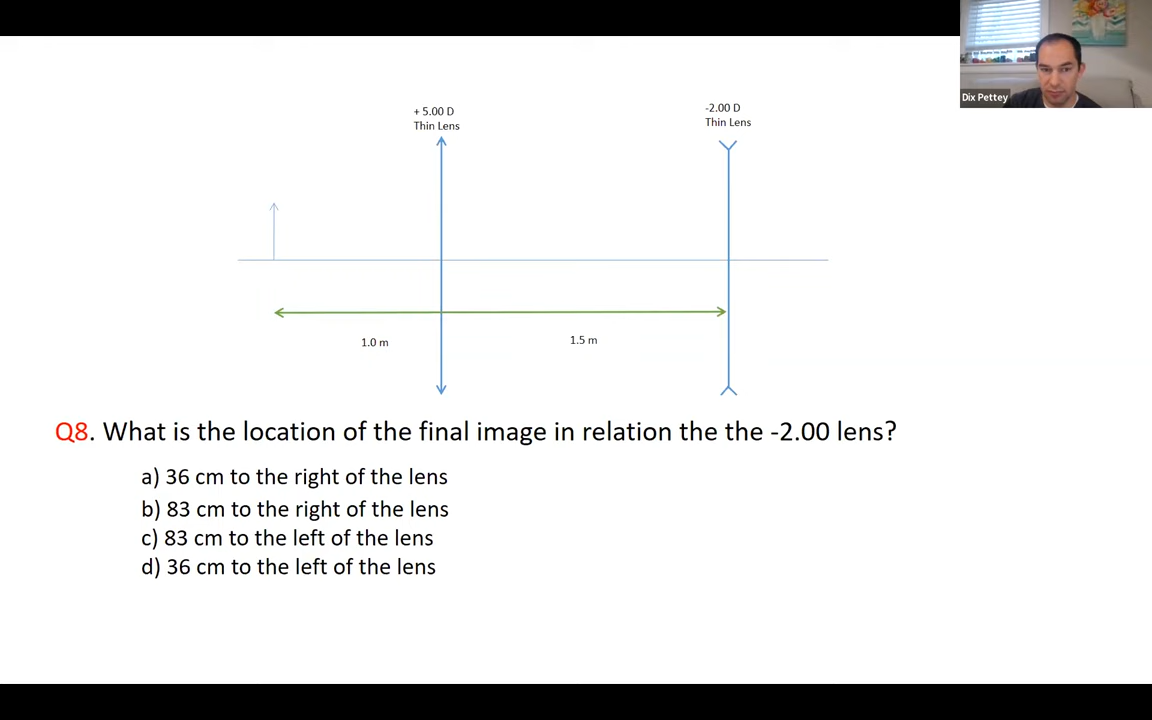 Dix Pettey
+ 5.00 D
Thin Lens
-2.00 D
Thin Lens
1.0 m
1.5 m
Q8. What is the location of the final image in relation the the -2.00 lens?
a) 36 cm to the right of the lens
b) 83 cm to the right of the lens
c) 83 cm to the left of the lens
d) 36 cm to the left of the lens